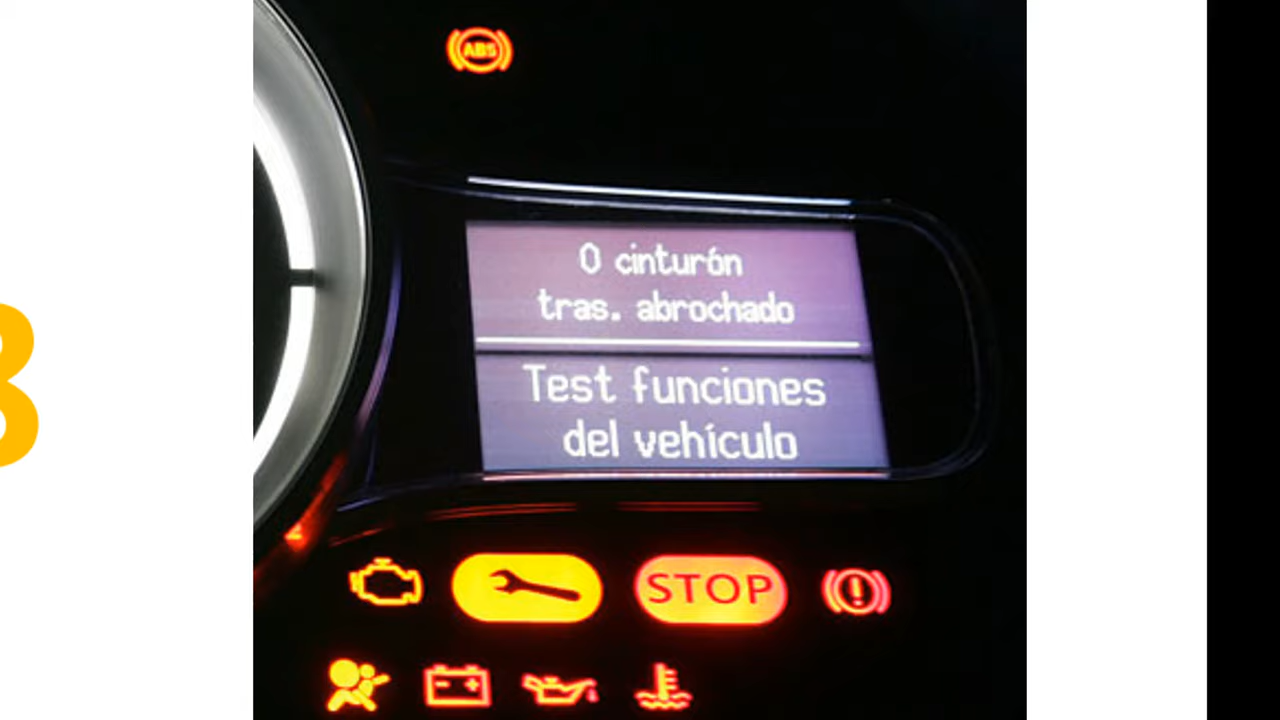 ABS
0 cinturón
tras. abrochado
Test funciones
del vehículo
STOP